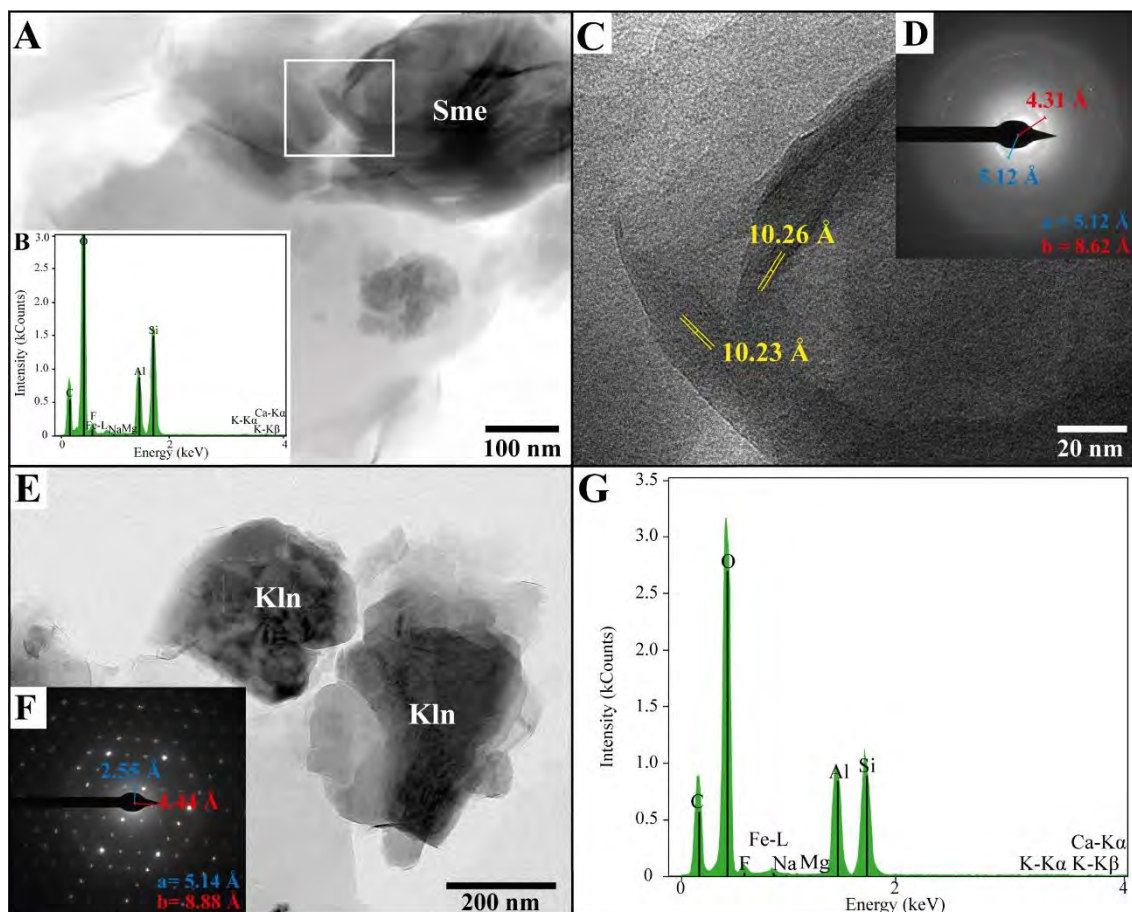 A
Sme
B
3.0
2.5
2.0
1.5
1.0
0.5
0
Intensity (kCounts)
O
Si
Al
C
F
Fe-L
NaMg
Ca-Kα
K-Kα
K-Kβ
0
2
4
Energy (keV)
100 nm
C
10.26 Å
10.23 Å
20 nm
D
4.31 Å
5.12 Å
a = 5.12 Å
b = 8.62 Å
E
Kln
Kln
200 nm
F
2.55 Å
4.44 Å
a= 5.14 Å
b= 8.88 Å
G
3.5
3.0
2.5
2.0
1.5
1.0
0.5
0
Intensity (kCounts)
O
C
Al
Si
Fe-L
F
Na
Mg
Ca-Kα
K-Kα K-Kβ
0
2
4
Energy (keV)